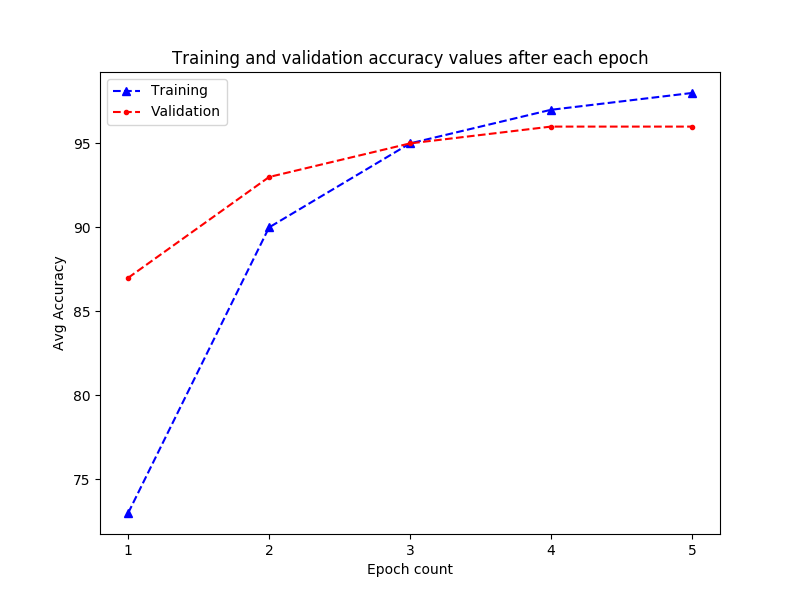 Training and validation accuracy values after each epoch
Training
Validation
95
90
85
80
75
Avg Accuracy
1 2 3 4 5
Epoch count